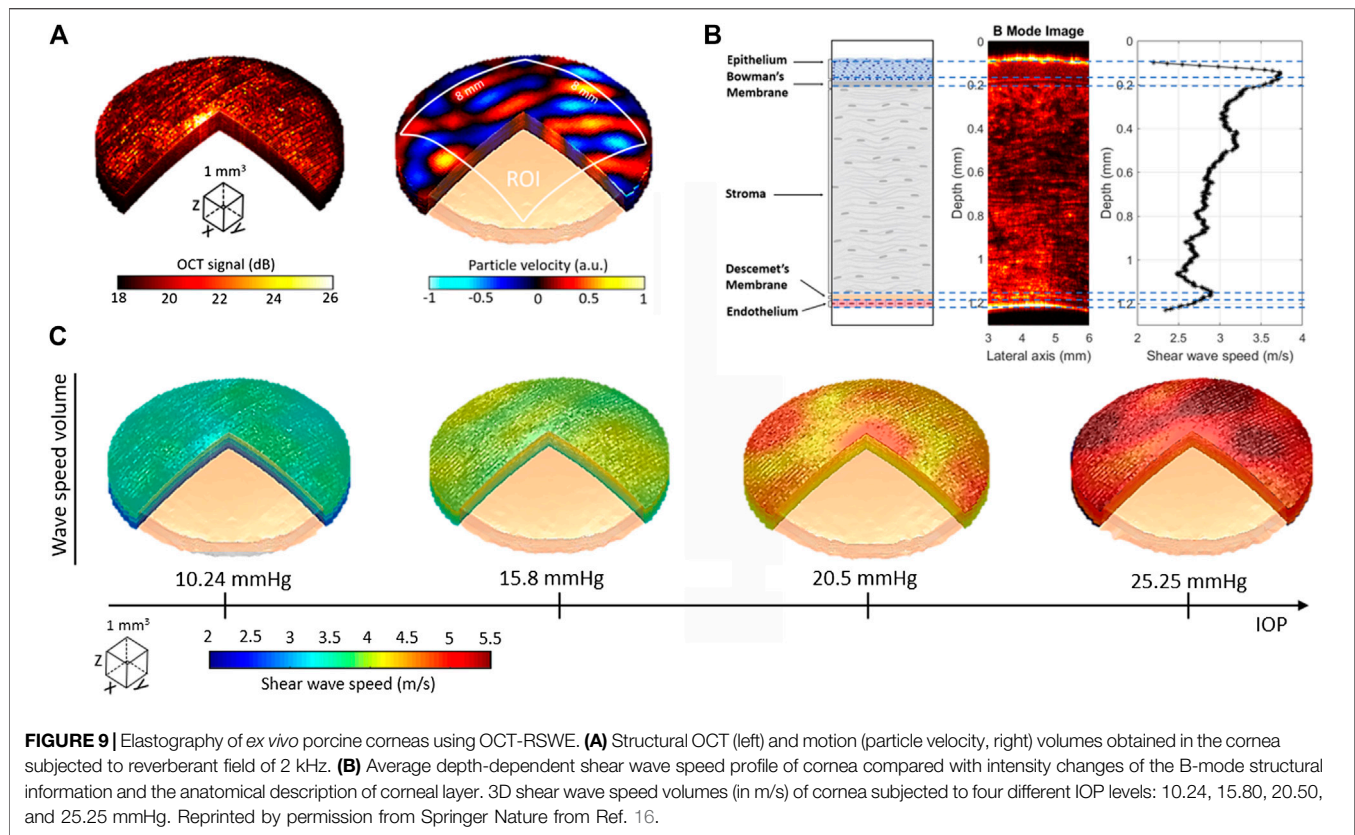 A
8 mm
8 mm
ROI
1 mm³
Z
X
Y
OCT signal (dB)
18 20 22 24 26
Particle velocity (a.u.)
-1 -0.5 0 0.5 1
B
B Mode Image
Epithelium
Bowman's
Membrane
Stroma
Descemet's
Membrane
Endothelium
Depth (mm)
0
0.2
0.4
0.6
0.8
1
1.2
3 4 5 6
Lateral axis (mm)
Depth (mm)
0
0.2
0.4
0.6
0.8
1
1.2
2 2.5 3 3.5 4
Shear wave speed (m/s)
C
Wave speed volume
10.24 mmHg 15.8 mmHg 20.5 mmHg 25.25 mmHg
IOP
1 mm³
Z
X
Y
2 2.5 3 3.5 4 4.5 5 5.5
Shear wave speed (m/s)
FIGURE 9 | Elastography of ex vivo porcine corneas using OCT-RSWE. (A) Structural OCT (left) and motion (particle velocity, right) volumes obtained in the cornea
subjected to reverberant field of 2 kHz. (B) Average depth-dependent shear wave speed profile of cornea compared with intensity changes of the B-mode structural
information and the anatomical description of corneal layer. 3D shear wave speed volumes (in m/s) of cornea subjected to four different IOP levels: 10.24, 15.80, 20.50,
and 25.25 mmHg. Reprinted by permission from Springer Nature from Ref. 16.